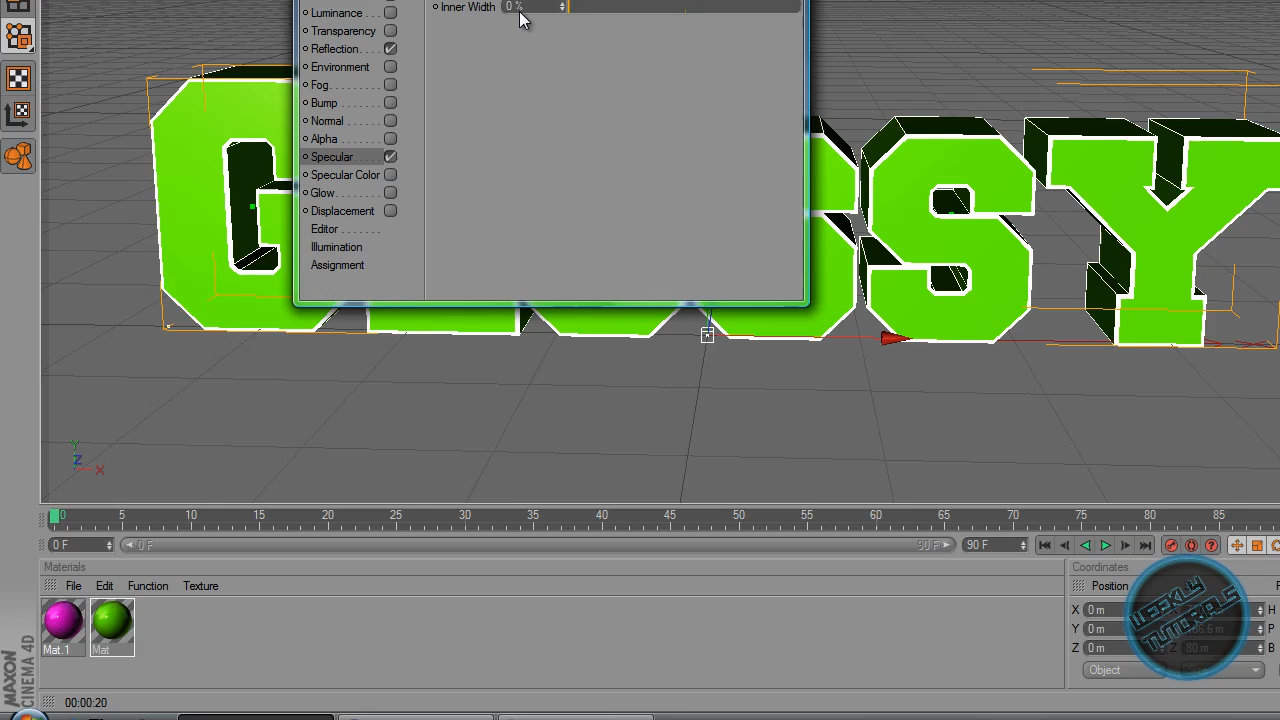 Inner Width 0 %
Luminance
Transparency
Reflection . . . .
Environment
Fog . . . . . . . .
Bump . . . . . . .
Normal . . . . . .
Alpha . . . . . . .
Specular. . . . .
Specular Color
Glow. . . . . . . .
Displacement
Editor . . . . . . .
Illumination
Assignment
SY
Y
Z
X
0 5 10 15 20 25 30 35 40 45 50 55 60 65 70 75 80 85
0 F 0 F 90 F 90 F
Materials
File Edit Function Texture
Mat.1 Mat
Coordinates
Position
X 0 m H
Y 0 m P
Z 0 m Z 80 m B
Object
WEEKLY
TUTORIALS
MAXON
CINEMA 4D
00:00:20